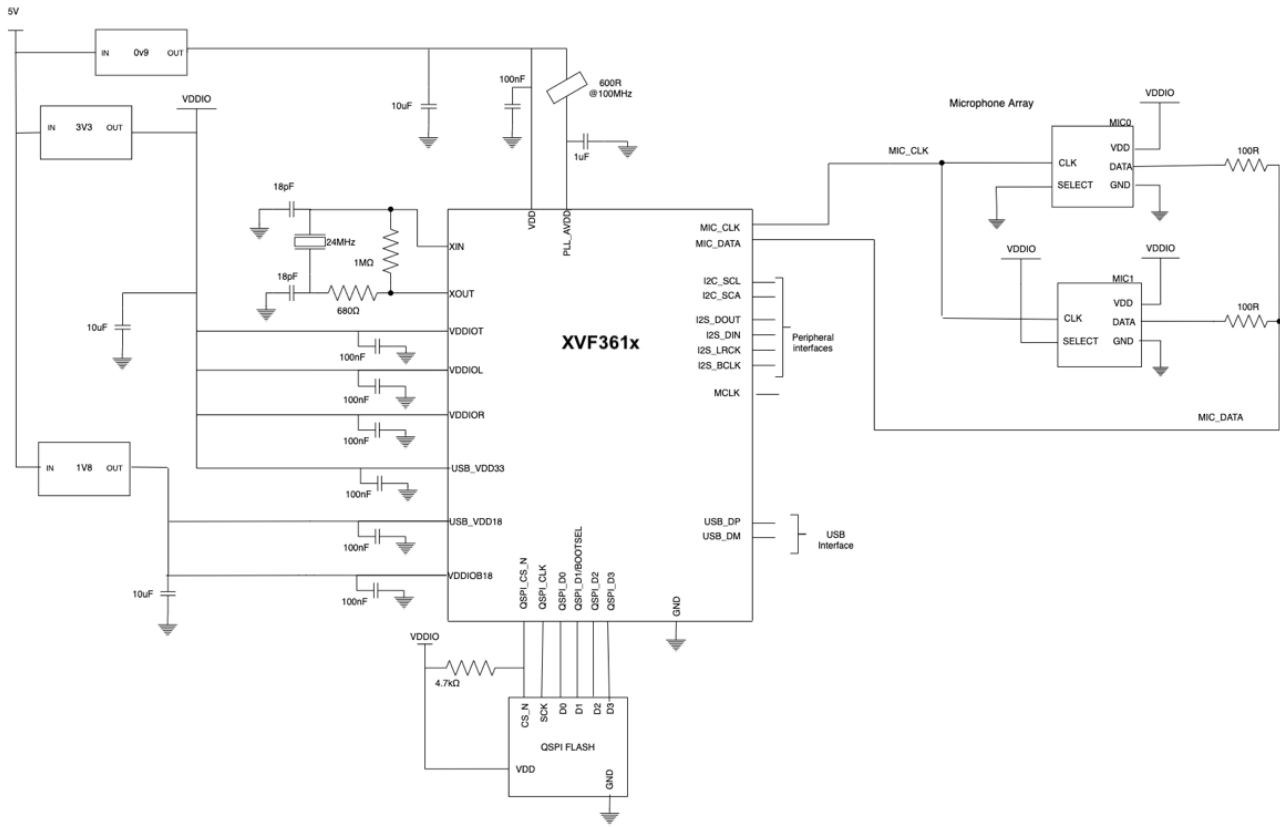 5V
IN 0v9 OUT
VDDIO
IN 3V3 OUT
10uF
100nF
600R
@100MHz
1uF
18pF
24MHz
1MΩ
18pF
680Ω
10uF
100nF
100nF
100nF
100nF
100nF
100nF
IN 1V8 OUT
10uF
VDD
PLL_AVDD
XIN
XOUT
VDDIOT
VDDIOL
VDDIOR
USB_VDD33
USB_VDD18
VDDIOB18
XVF361x
MIC_CLK
MIC_DATA
I2C_SCL
I2C_SCA
I2S_DOUT
I2S_DIN
I2S_LRCK
I2S_BCLK
MCLK
Peripheral
interfaces
USB_DP
USB_DM
USB
Interface
QSPI_CS_N
QSPI_CLK
QSPI_D0
QSPI_D1/BOOTSEL
QSPI_D2
QSPI_D3
GND
VDDIO
4.7kΩ
CS_N
SCK
D0
D1
D2
D3
QSPI FLASH
VDD
GND
Microphone Array
VDDIO
MIC0
VDD
CLK
DATA
SELECT
GND
100R
MIC_CLK
VDDIO
VDDIO
MIC1
VDD
CLK
DATA
SELECT
GND
100R
MIC_DATA